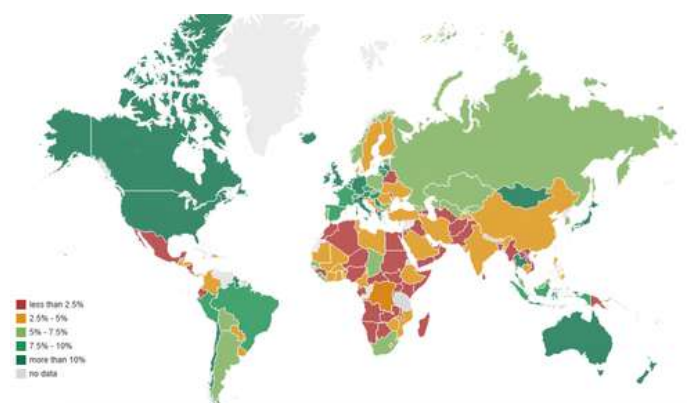 less than 2.5%
2.5% - 5%
5% - 7.5%
7.5% - 10%
more than 10%
no data